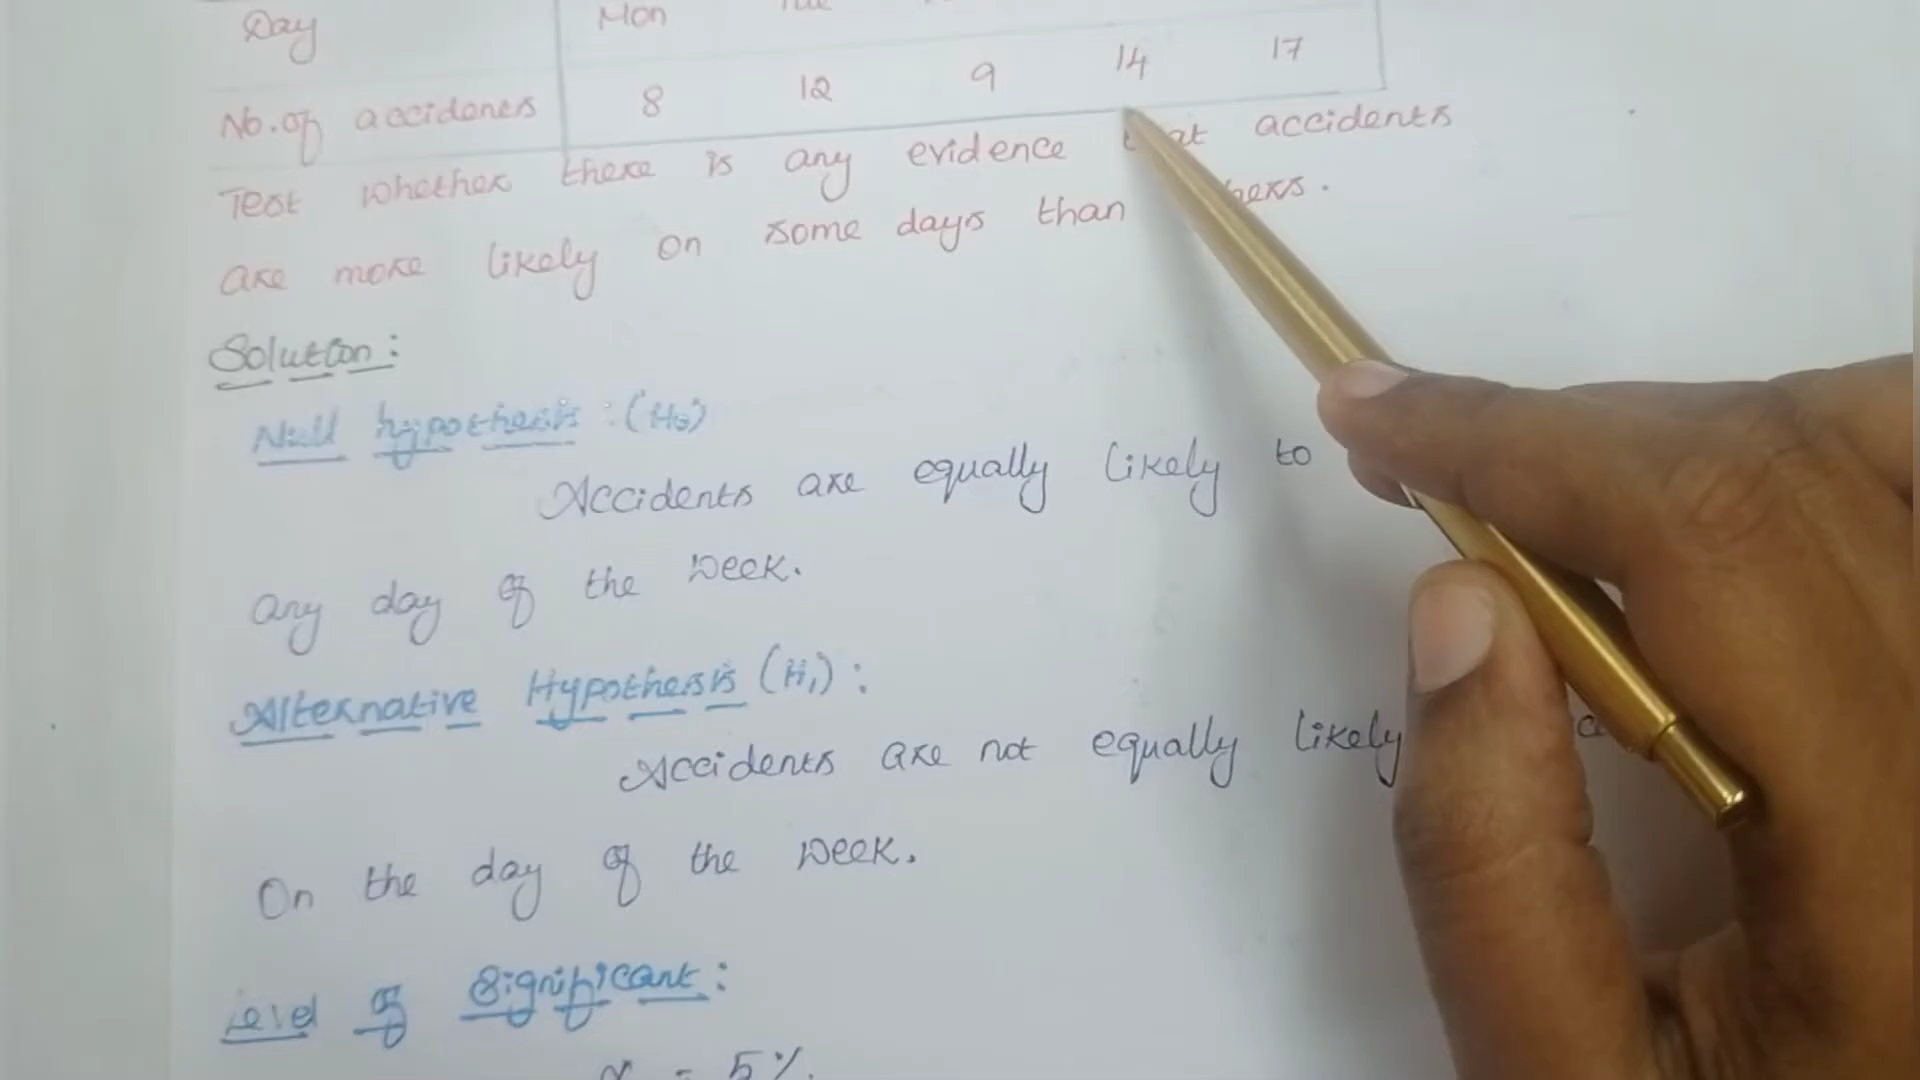 Day Mon
No. of accidents 8 12 9 14 17
Test whether there is any evidence that accidents
are more likely on some days than
Solution:
Null hypothesis: (H0)
Accidents are equally likely to
any day of the week.
Alternative Hypothesis (H1):
Accidents are not equally likely
On the day of the week.
Level of Significant:
α = 5%.